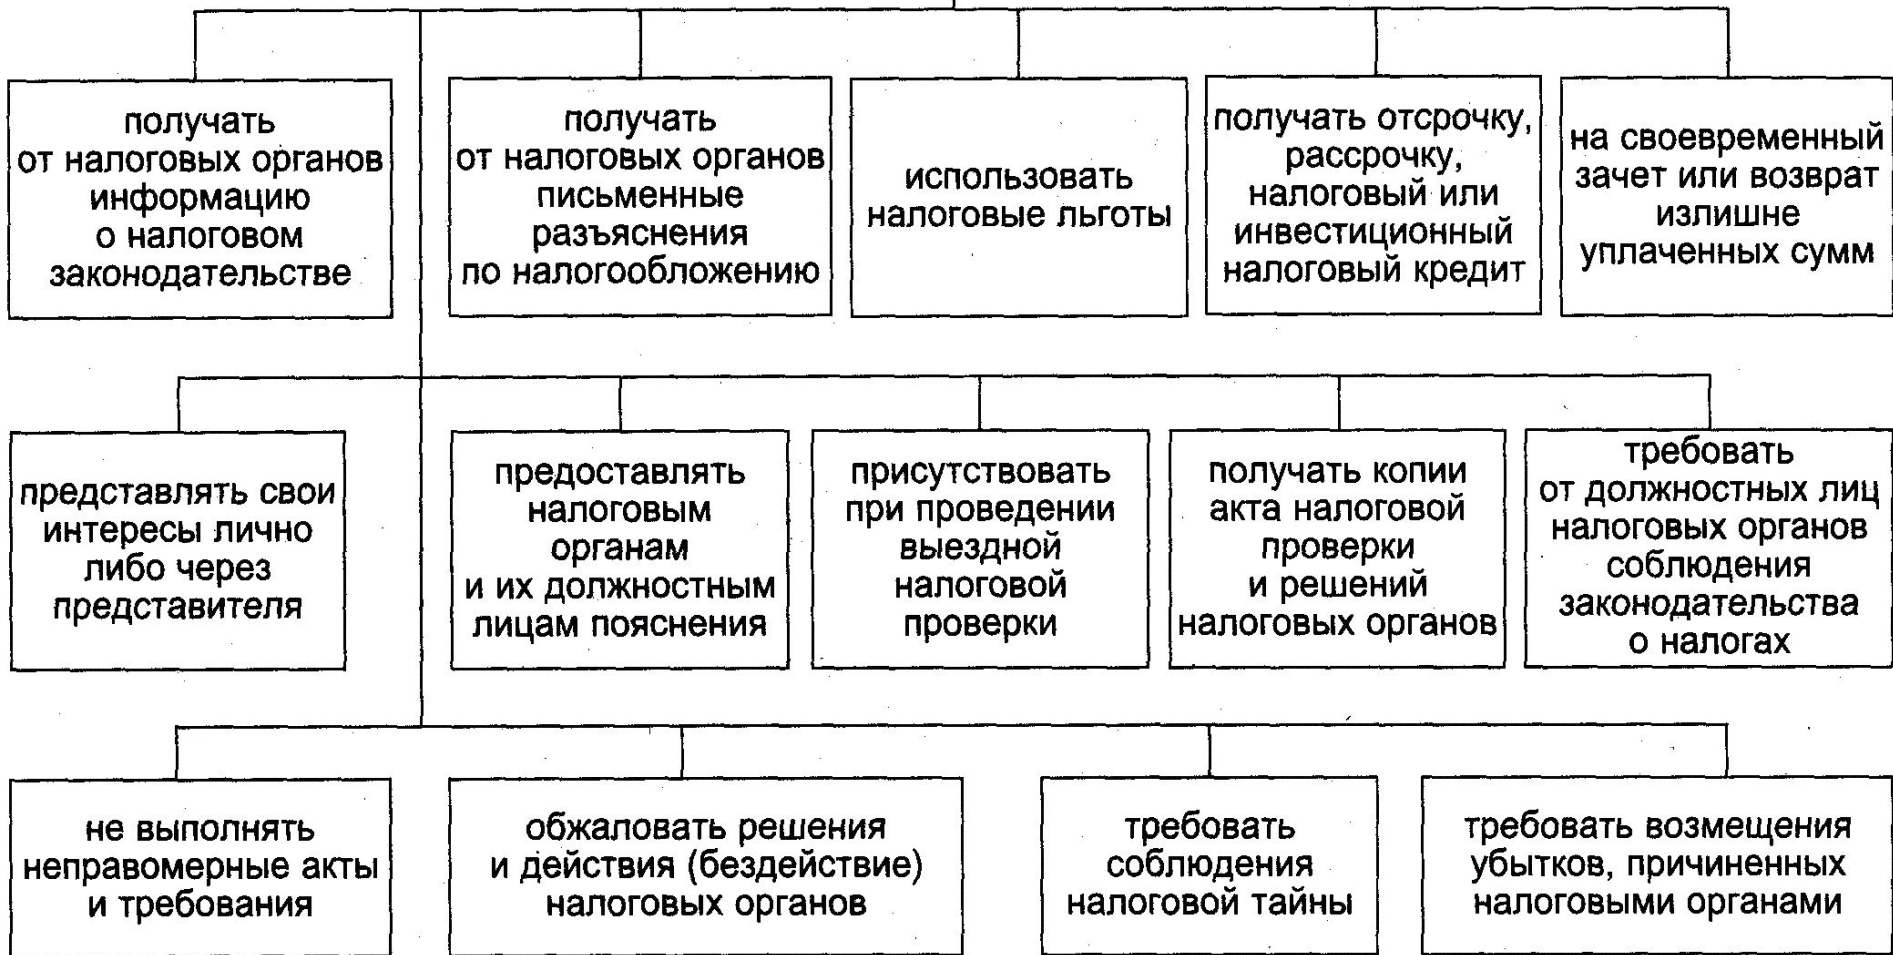 получать
от налоговых органов
информацию
о налоговом
законодательстве
получать
от налоговых органов
письменные
разъяснения
по налогообложению
использовать
налоговые льготы
получать отсрочку,
рассрочку,
налоговый или
инвестиционный
налоговый кредит
на своевременный
зачет или возврат
излишне
уплаченных сумм
представлять свои
интересы лично
либо через
представителя
предоставлять
налоговым
органам
и их должностным
лицам пояснения
присутствовать
при проведении
выездной
налоговой
проверки
получать копии
акта налоговой
проверки
и решений
налоговых органов
требовать
от должностных лиц
налоговых органов
соблюдения
законодательства
о налогах
не выполнять
неправомерные акты
и требования
обжаловать решения
и действия (бездействие)
налоговых органов
требовать
соблюдения
налоговой тайны
требовать возмещения
убытков, причиненных
налоговыми органами